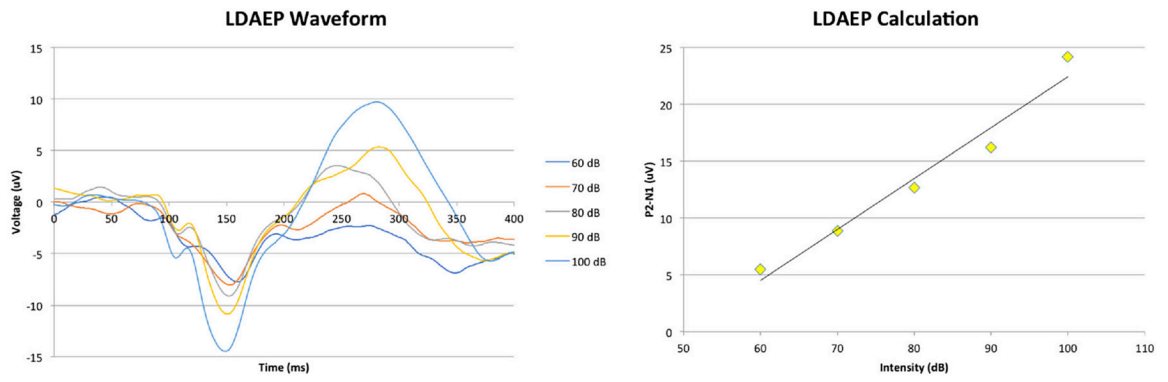 LDAEP Waveform
15
10
5
0
-5
-10
-15
0 50 100 150 200 250 300 350 400
Voltage (uV)
Time (ms)
60 dB
70 dB
80 dB
90 dB
100 dB
LDAEP Calculation
25
20
15
10
5
0
50 60 70 80 90 100 110
P2-N1 (uV)
Intensity (dB)